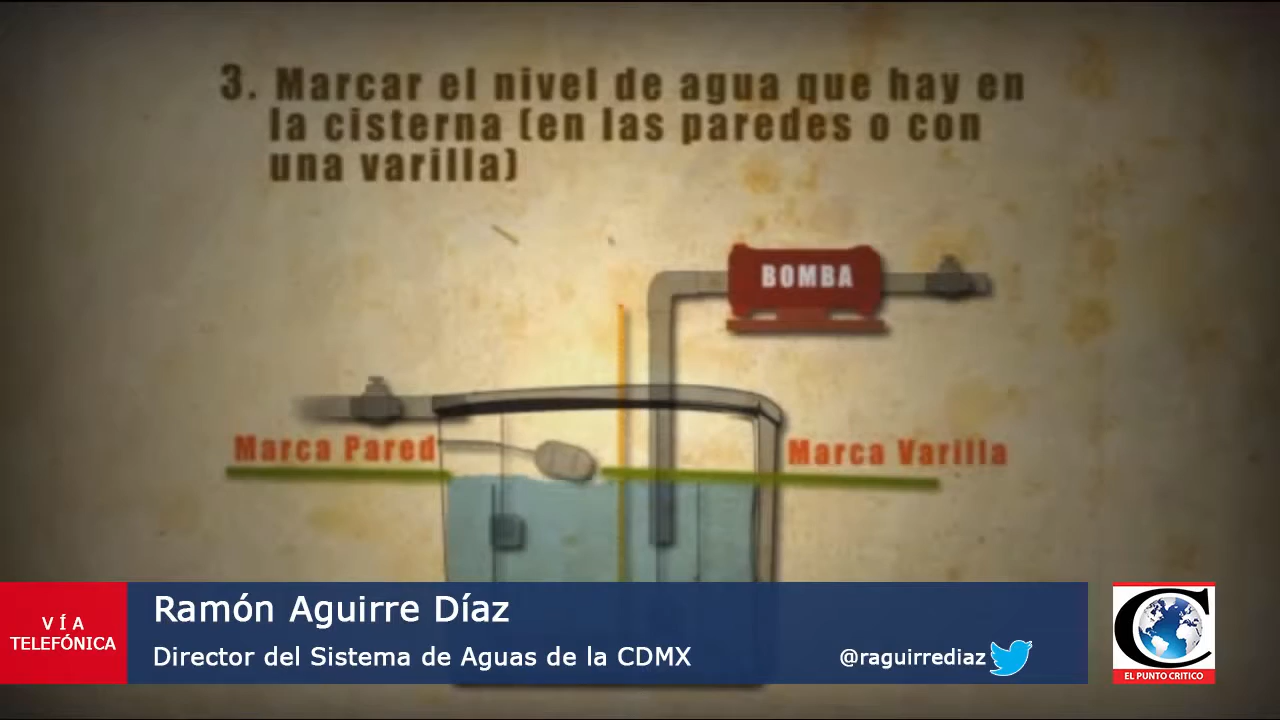 3. Marcar el nivel de agua que hay en
la cisterna (en las paredes o con
una varilla)
BOMBA
Marca Pared
Marca Varilla
VÍA
TELEFÓNICA
Ramón Aguirre Díaz
Director del Sistema de Aguas de la CDMX
@raguirrediaz
C
EL PUNTO CRITICO